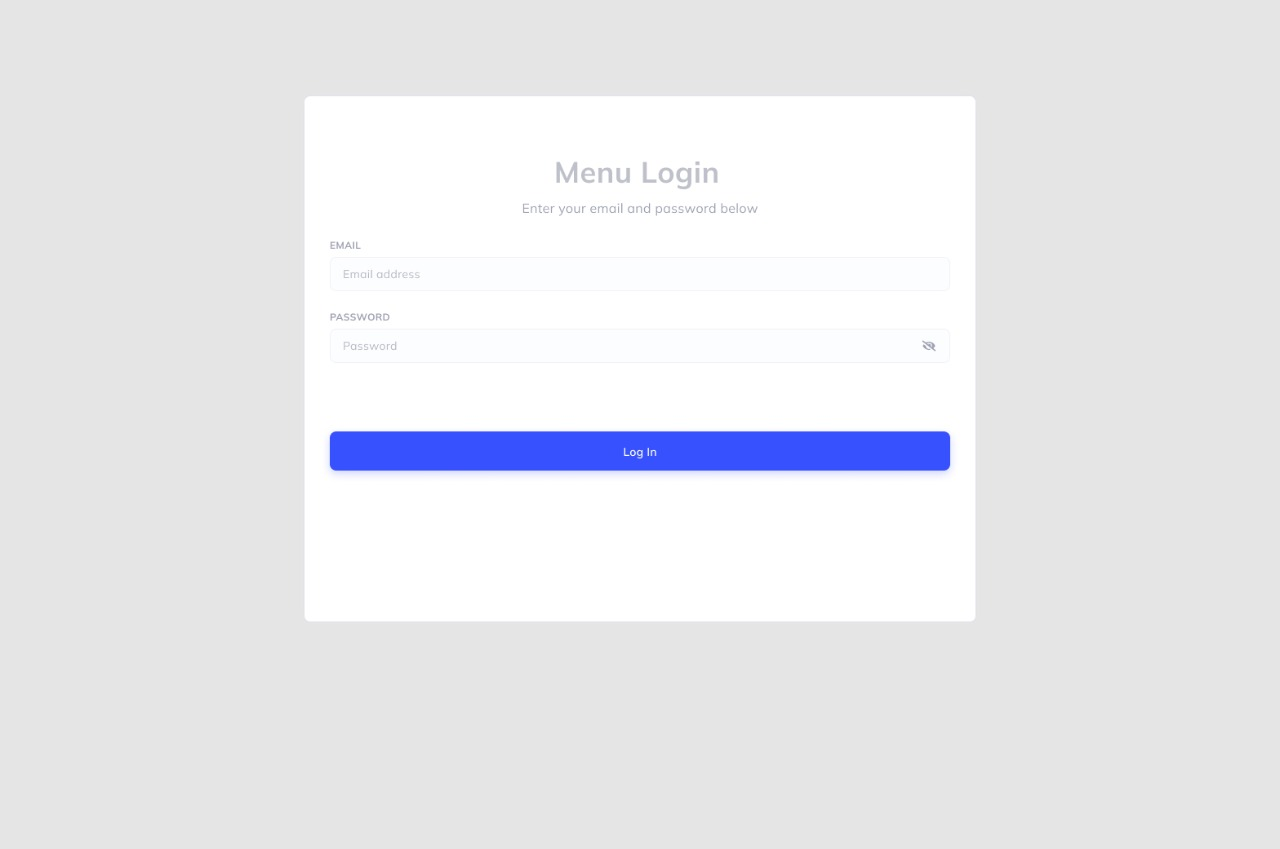 Menu Login
Enter your email and password below
EMAIL
Email address
PASSWORD
Password
Log In